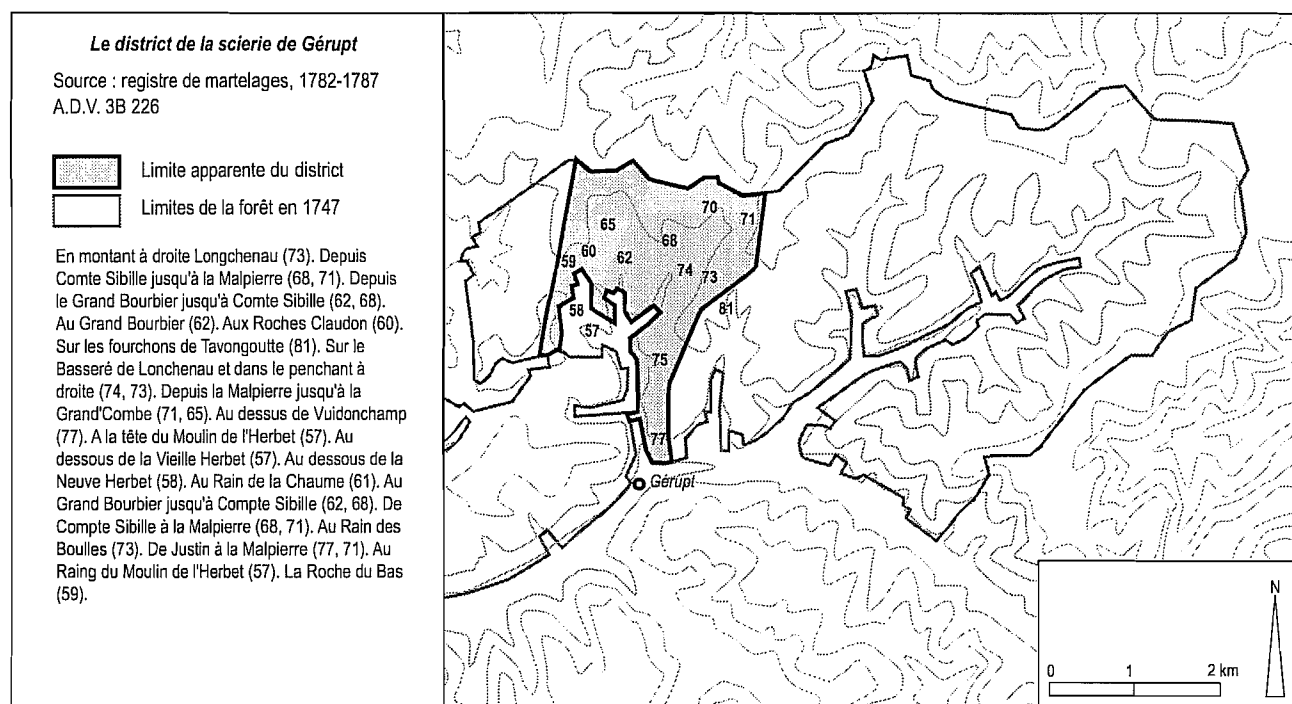 Le district de la scierie de Gérupt
Source : registre de martelages, 1782-1787
A.D.V. 3B 226
Limite apparente du district
Limites de la forêt en 1747
En montant à droite Longchenau (73). Depuis
Comte Sibille jusqu'à la Malpierre (68, 71). Depuis
le Grand Bourbier jusqu'à Comte Sibille (62, 68).
Au Grand Bourbier (62). Aux Roches Claudon (60).
Sur les fourchons de Tavongoutte (81). Sur le
Basseré de Lonchenau et dans le penchant à
droite (74, 73). Depuis la Malpierre jusqu'à la
Grand'Combe (71, 65). Au dessus de Vuidonchamp
(77). A la tête du Moulin de l'Herbet (57). Au
dessous de la Vieille Herbet (57). Au dessous de la
Neuve Herbet (58). Au Rain de la Chaume (61). Au
Grand Bourbier jusqu'à Compte Sibille (62, 68). De
Compte Sibille à la Malpierre (68, 71). Au Rain des
Boulles (73). De Justin à la Malpierre (77, 71). Au
Raing du Moulin de l'Herbet (57). La Roche du Bas
(59).
70
71
65
68
60
59
62
74
73
58
81
57
75
77
Gérupt
N
0 1 2 km